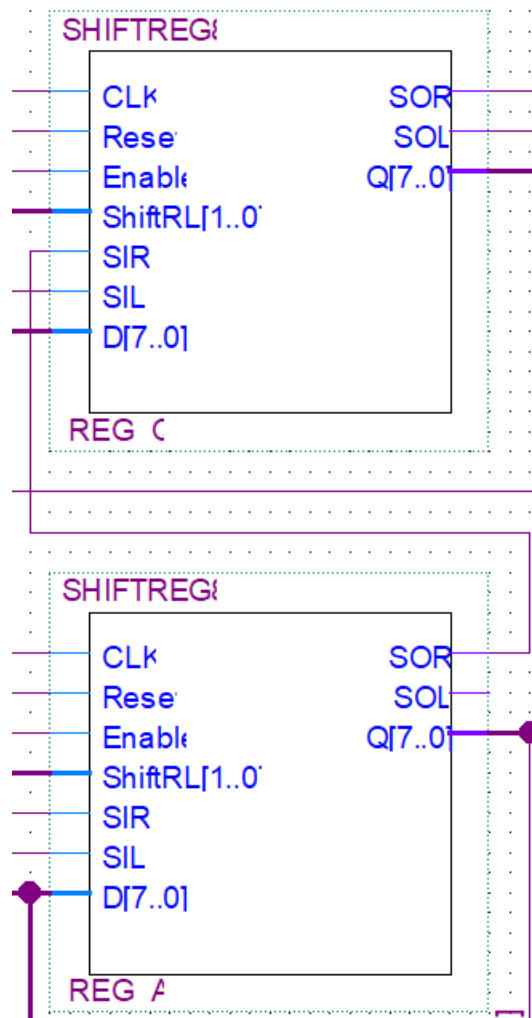 SHIFTREG8
CLK SOR
Reset SOL
Enable Q[7..0]
ShiftRL[1..0]
SIR
SIL
D[7..0]
REG
SHIFTREG8
CLK SOR
Reset SOL
Enable Q[7..0]
ShiftRL[1..0]
SIR
SIL
D[7..0]
REG A